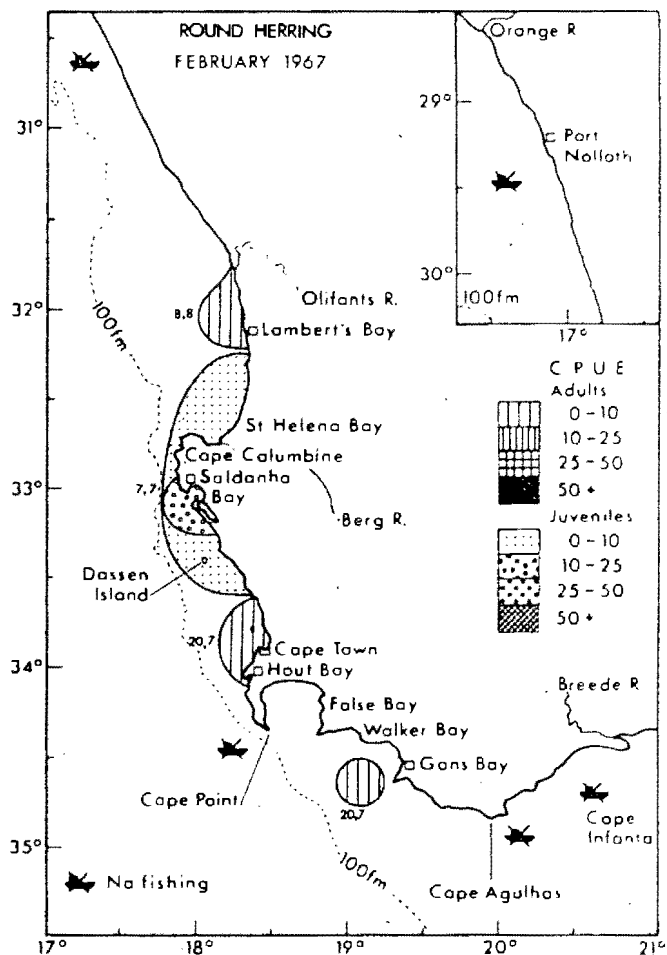 ROUND HERRING
FEBRUARY 1967
Orange R
Port
Nolloth
100fm
17°
29°
30°
31°
32°
33°
34°
35°
100fm
Olifants R.
8,8
Lambert's Bay
St Helena Bay
Cape Columbine
Saldanha
Bay
7,7
Berg R.
Dassen
Island
20,7
Cape Town
Hout Bay
False Bay
Walker Bay
Gans Bay
Breede R
Cape Point
20,7
Cape
Infanta
100fm
Cape Agulhas
No fishing
C P U E
Adults
0-10
10-25
25-50
50+
Juveniles
0-10
10-25
25-50
50+
17°
18°
19°
20°
21°